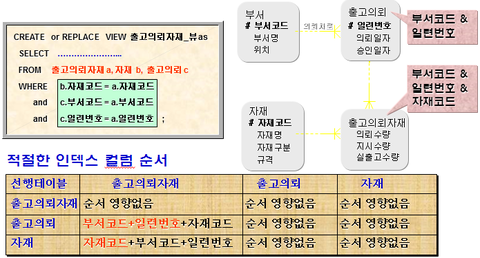 CREATE or REPLACE VIEW 출고의뢰자재_뷰as
SELECT ........................
FROM 출고의뢰자재a, 자재 b, 출고의뢰 c
WHERE b.자재코드 = a.자재코드
and c.부서코드 = a.부서코드
and c.일련번호 = a.일련번호 ;
부서
# 부서코드
부서명
위치
의뢰처로
출고의뢰
# 일련번호
의뢰일자
승인일자
부서코드 &
일련번호
자재
# 자재코드
자재명
자재구분
규격
출고의뢰자재
의뢰수량
지시수량
실출고수량
부서코드 &
일련번호 &
자재코드
적절한 인덱스 컬럼 순서
선행테이블 출고의뢰자재 출고의뢰 자재
출고의뢰자재 순서 영향없음 순서 영향없음 순서 영향없음
출고의뢰 부서코드+일련번호+자재코드 순서 영향없음 순서 영향없음
자재 자재코드+부서코드+일련번호 순서 영향없음 순서 영향없음